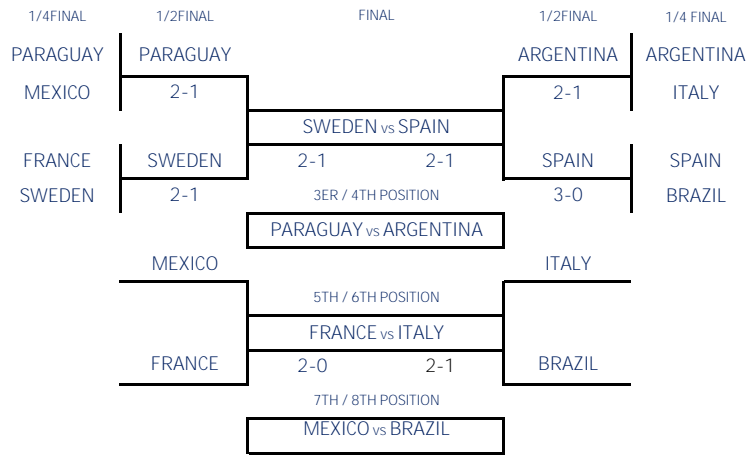 1/4FINAL 1/2FINAL FINAL 1/2FINAL 1/4 FINAL
PARAGUAY PARAGUAY ARGENTINA ARGENTINA
MEXICO 2-1 2-1 ITALY
SWEDEN vs SPAIN
FRANCE SWEDEN 2-1 2-1 SPAIN SPAIN
SWEDEN 2-1 3ER / 4TH POSITION 3-0 BRAZIL
PARAGUAY vs ARGENTINA
MEXICO ITALY
5TH / 6TH POSITION
FRANCE vs ITALY
FRANCE 2-0 2-1 BRAZIL
7TH / 8TH POSITION
MEXICO vs BRAZIL